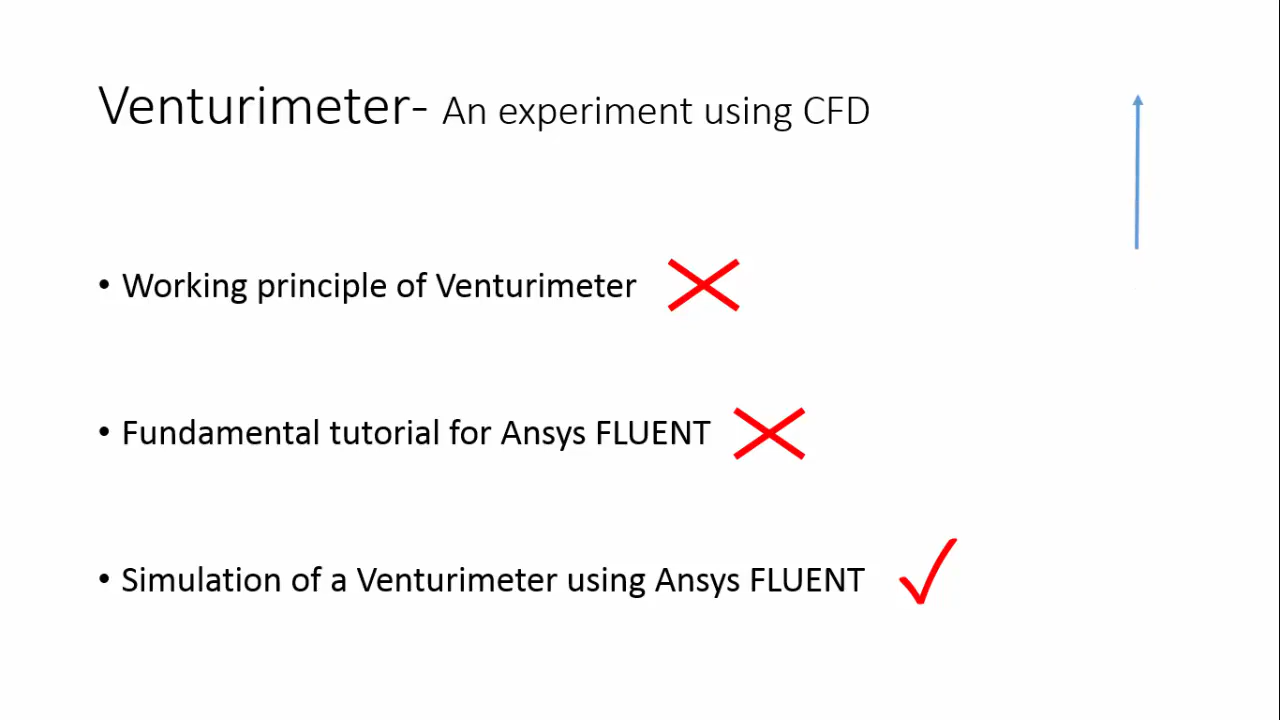 Venturimeter- An experiment using CFD
• Working principle of Venturimeter
• Fundamental tutorial for Ansys FLUENT
• Simulation of a Venturimeter using Ansys FLUENT